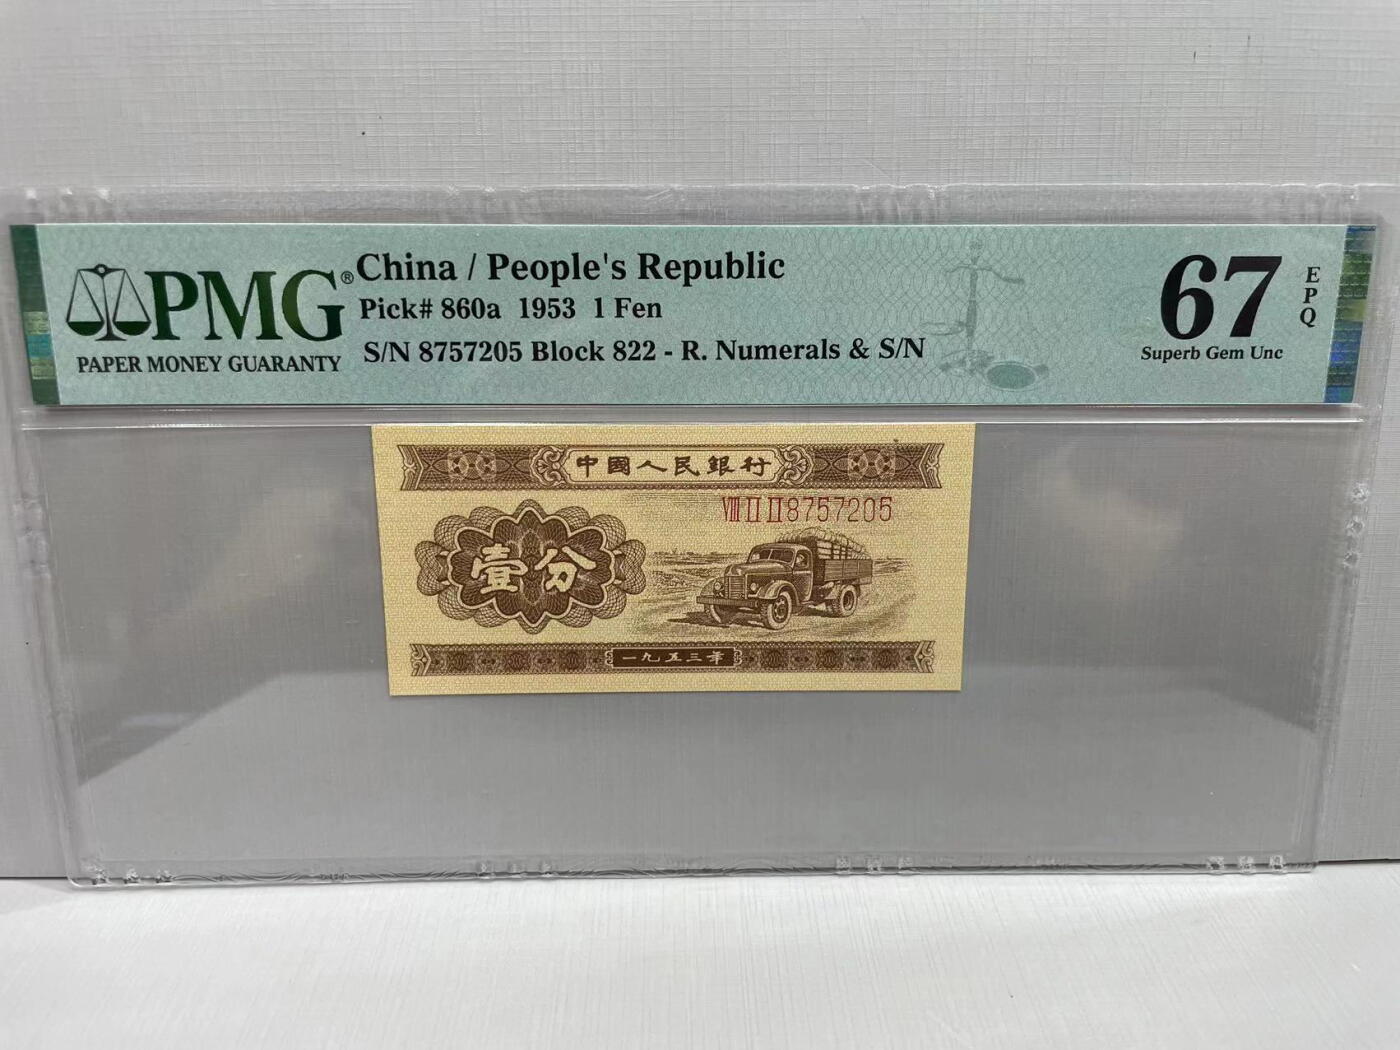 PMG®
PAPER MONEY GUARANTY
China / People's Republic
Pick# 860a 1953 1 Fen
S/N 8757205 Block 822 - R. Numerals & S/N
67
EPQ
Superb Gem Unc
中國人民銀行
ⅧⅡⅡ8757205
壹分
一九五三年